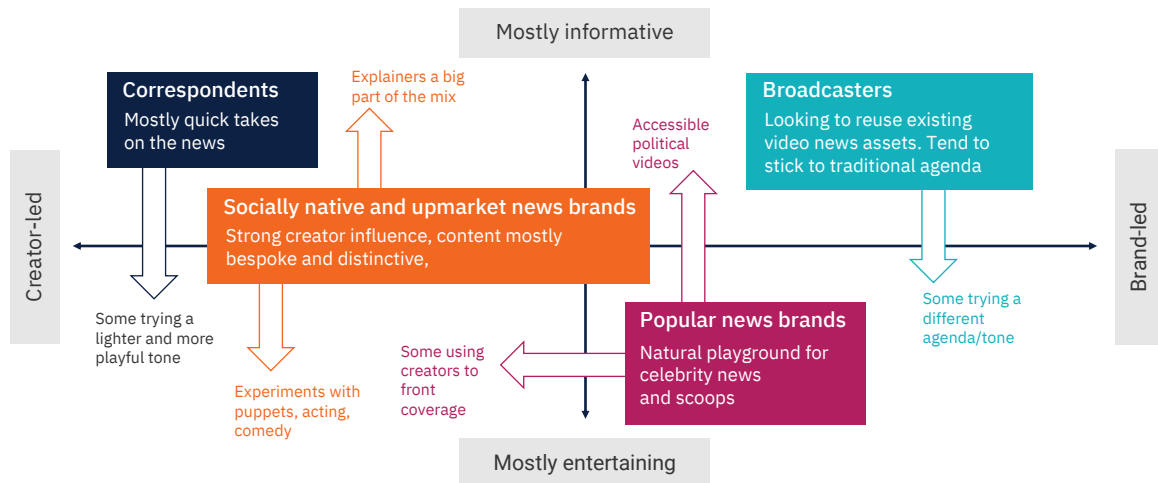 Mostly informative
Correspondents
Mostly quick takes
on the news
Explainers a big
part of the mix
Accessible
political
videos
Broadcasters
Looking to reuse existing
video news assets. Tend to
stick to traditional agenda
Creator-led
Socially native and upmarket news brands
Strong creator influence, content mostly
bespoke and distinctive,
Brand-led
Some trying a
lighter and more
playful tone
Experiments with
puppets, acting,
comedy
Some using
creators to
front
coverage
Popular news brands
Natural playground for
celebrity news
and scoops
Some trying a
different
agenda/tone
Mostly entertaining